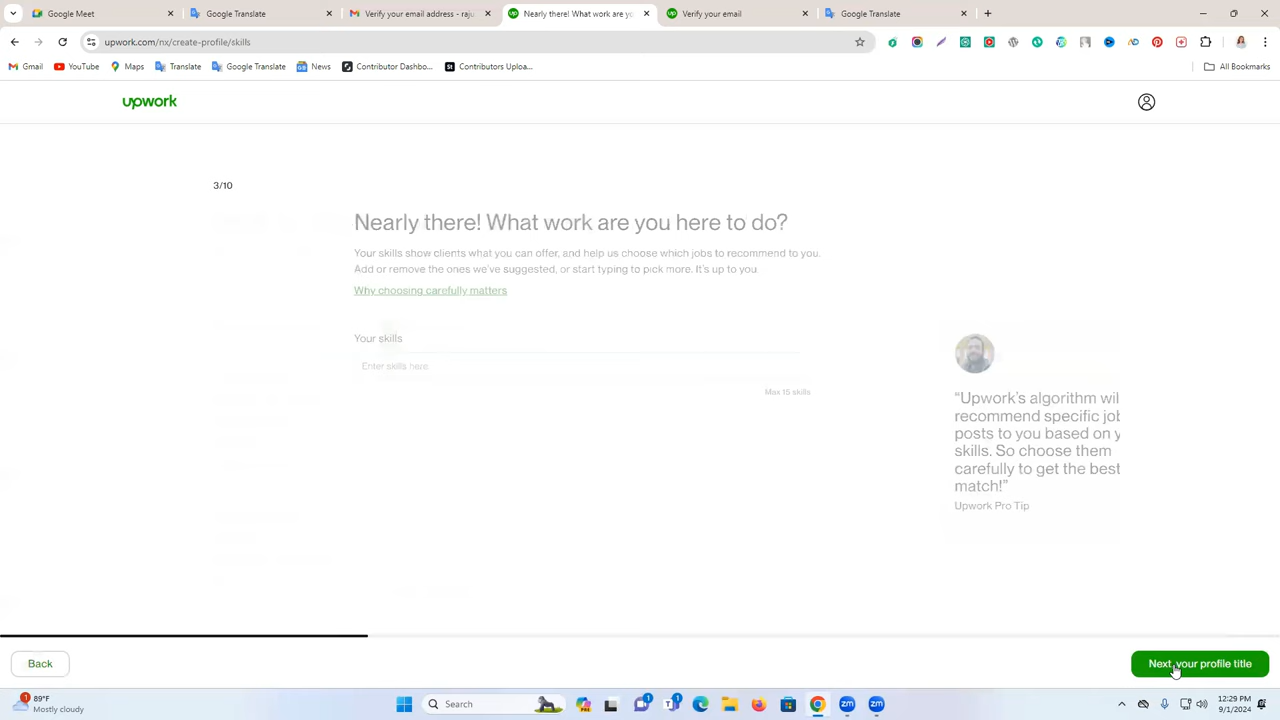 Google Meet
Google Translate
Verify your email address - raju
Nearly there! What work are yo
Verify your email
Google Translate
upwork.com/nx/create-profile/skills
Gmail
YouTube
Maps
Translate
Google Translate
News
Contributor Dashbo...
Contributors Uploa...
All Bookmarks
upwork
3/10
Nearly there! What work are you here to do?
Your skills show clients what you can offer, and help us choose which jobs to recommend to you.
Add or remove the ones we've suggested, or start typing to pick more. It's up to you
Why choosing carefully matters
Your skills
Enter skills here
Max 15 skills
“Upwork's algorithm wil
recommend specific job
posts to you based on y
skills. So choose them
carefully to get the best
match!”
Upwork Pro Tip
Back
Next, your profile title
1
89°F
Mostly cloudy
Search
12:29 PM
9/1/2024